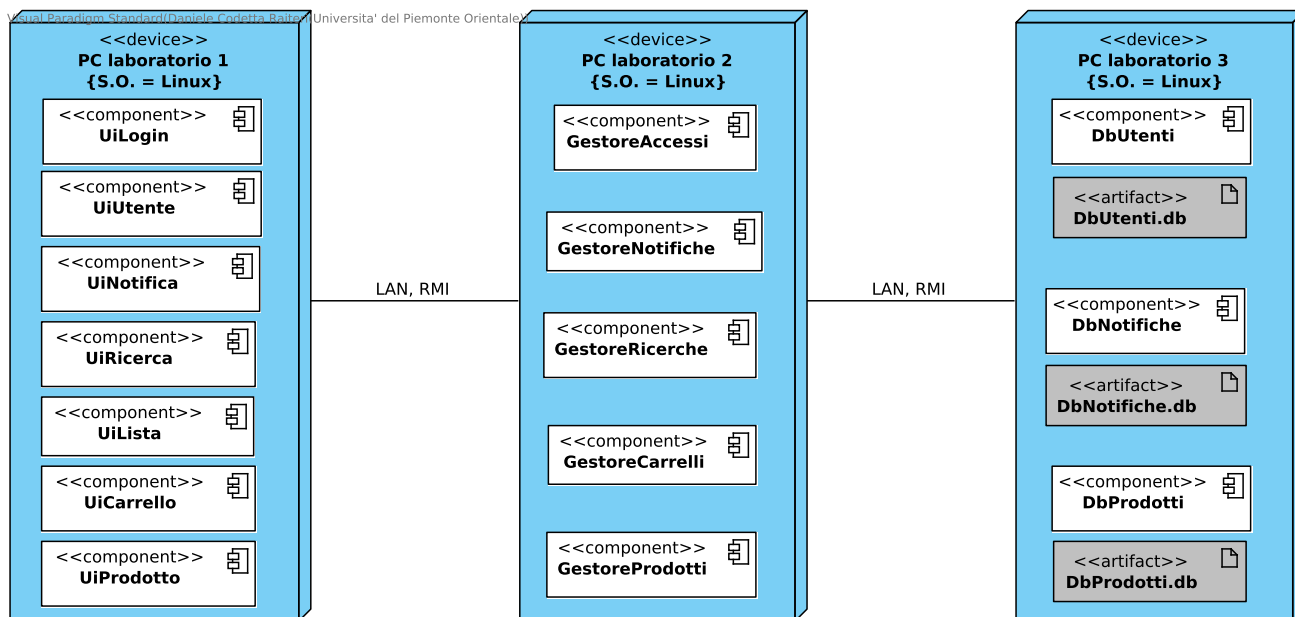 Visual Paradigm Standard(Daniele Codetta Raiteri(Universita' del Piemonte Orientale))
<<device>>
PC laboratorio 1
{S.O. = Linux}
<<component>>
UiLogin
<<component>>
UiUtente
<<component>>
UiNotifica
<<component>>
UiRicerca
<<component>>
UiLista
<<component>>
UiCarrello
<<component>>
UiProdotto
LAN, RMI
<<device>>
PC laboratorio 2
{S.O. = Linux}
<<component>>
GestoreAccessi
<<component>>
GestoreNotifiche
<<component>>
GestoreRicerche
<<component>>
GestoreCarrelli
<<component>>
GestoreProdotti
LAN, RMI
<<device>>
PC laboratorio 3
{S.O. = Linux}
<<component>>
DbUtenti
<<artifact>>
DbUtenti.db
<<component>>
DbNotifiche
<<artifact>>
DbNotifiche.db
<<component>>
DbProdotti
<<artifact>>
DbProdotti.db